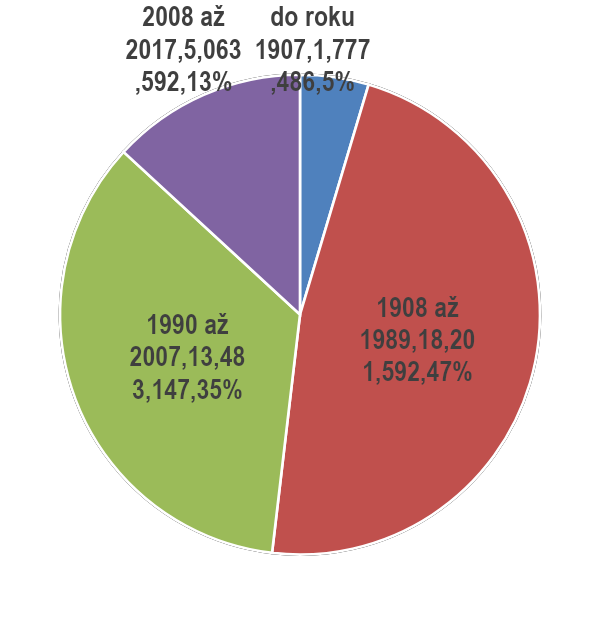 2008 až
2017,5,063
,592,13%
do roku
1907,1,777
,486,5%
1908 až
1989,18,20
1,592,47%
1990 až
2007,13,48
3,147,35%